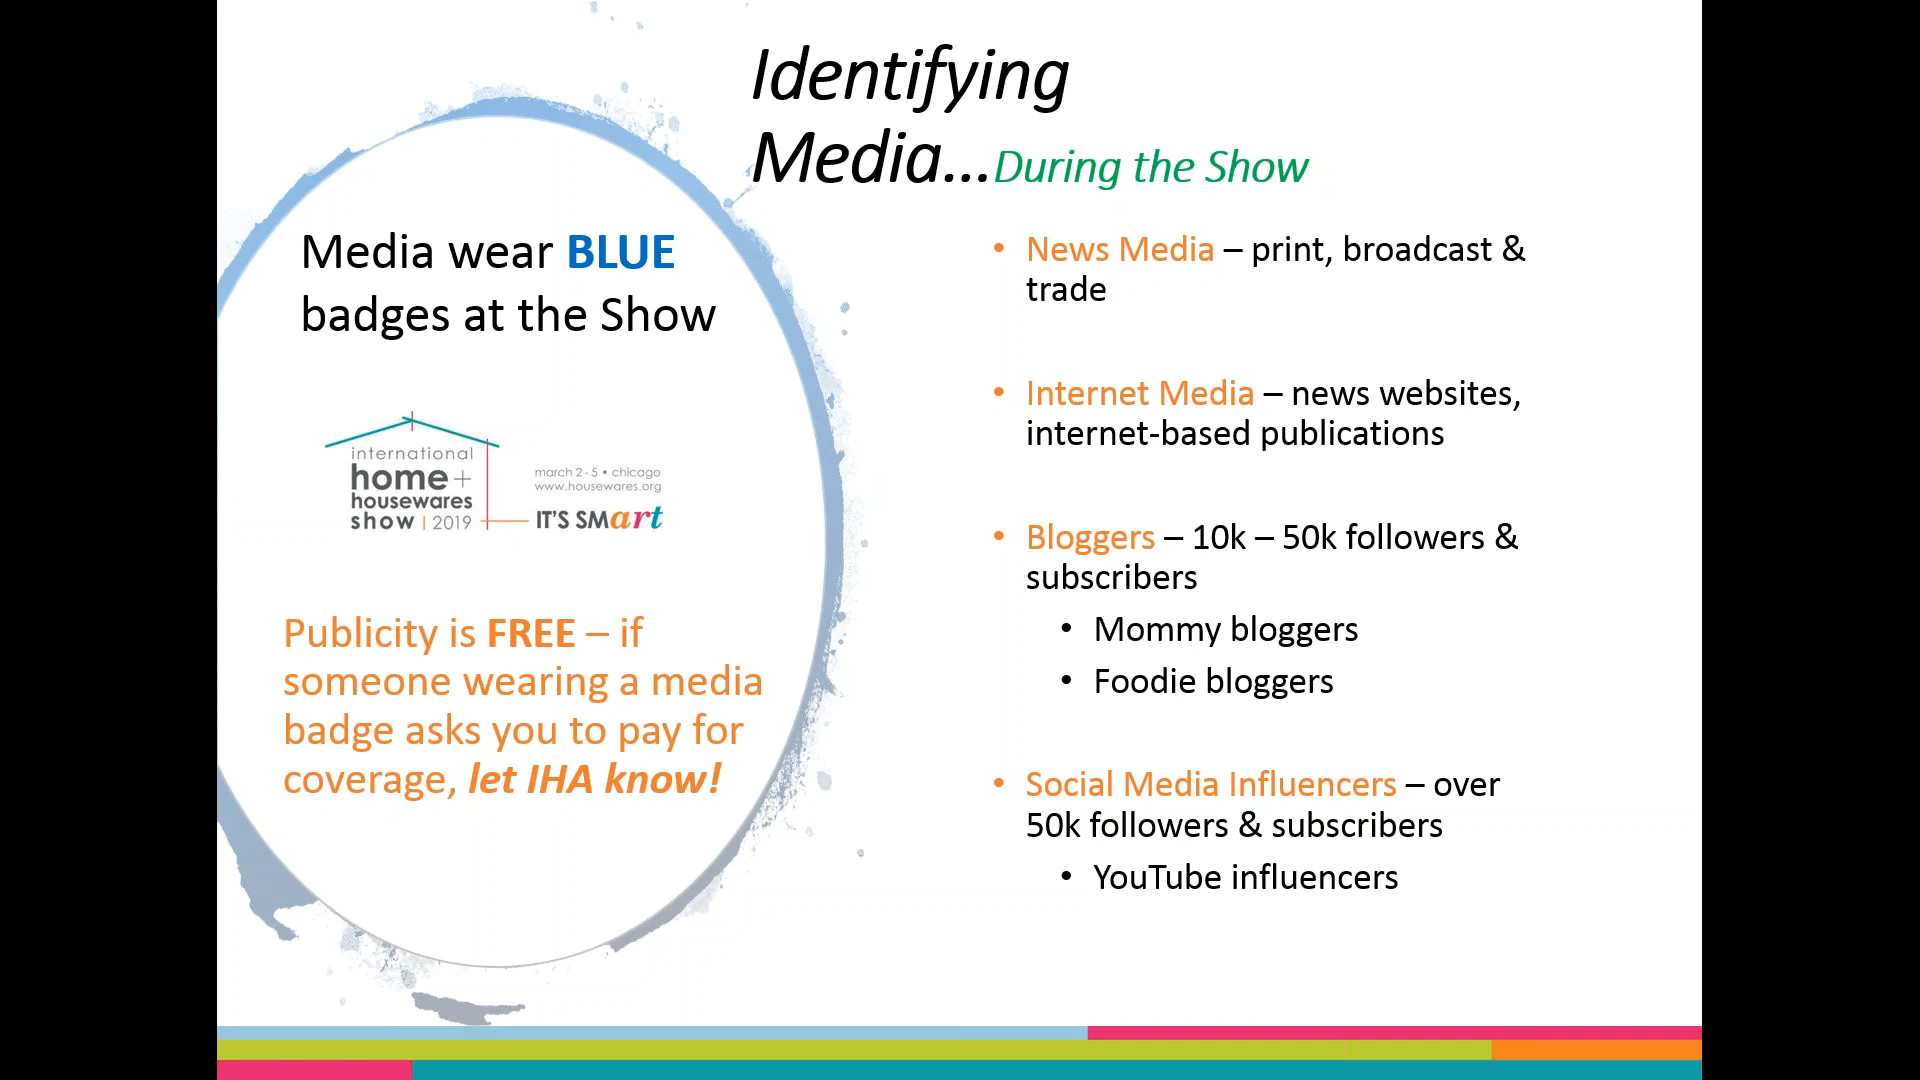 Identifying
Media...During the Show
Media wear BLUE
badges at the Show
international
home+
housewares
show | 2019
march 2-5 • chicago
www.housewares.org
IT'S SMart
Publicity is FREE – if
someone wearing a media
badge asks you to pay for
coverage, let IHA know!
• News Media – print, broadcast &
trade
• Internet Media – news websites,
internet-based publications
• Bloggers – 10k – 50k followers &
subscribers
• Mommy bloggers
• Foodie bloggers
• Social Media Influencers – over
50k followers & subscribers
• YouTube influencers